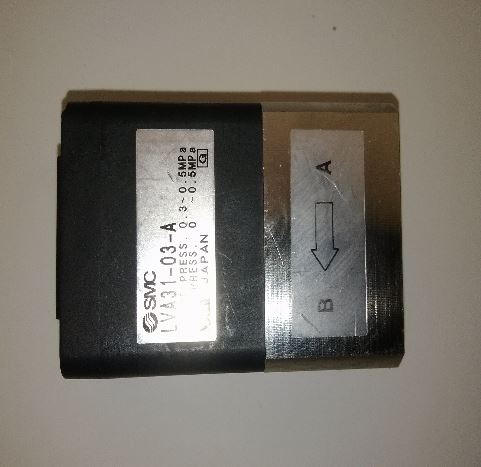 SMC
LVA31-03-A
PRESS. 0.3~0.5MPa
PRESS. 0 ~0.5MPa
JAPAN G
A
B